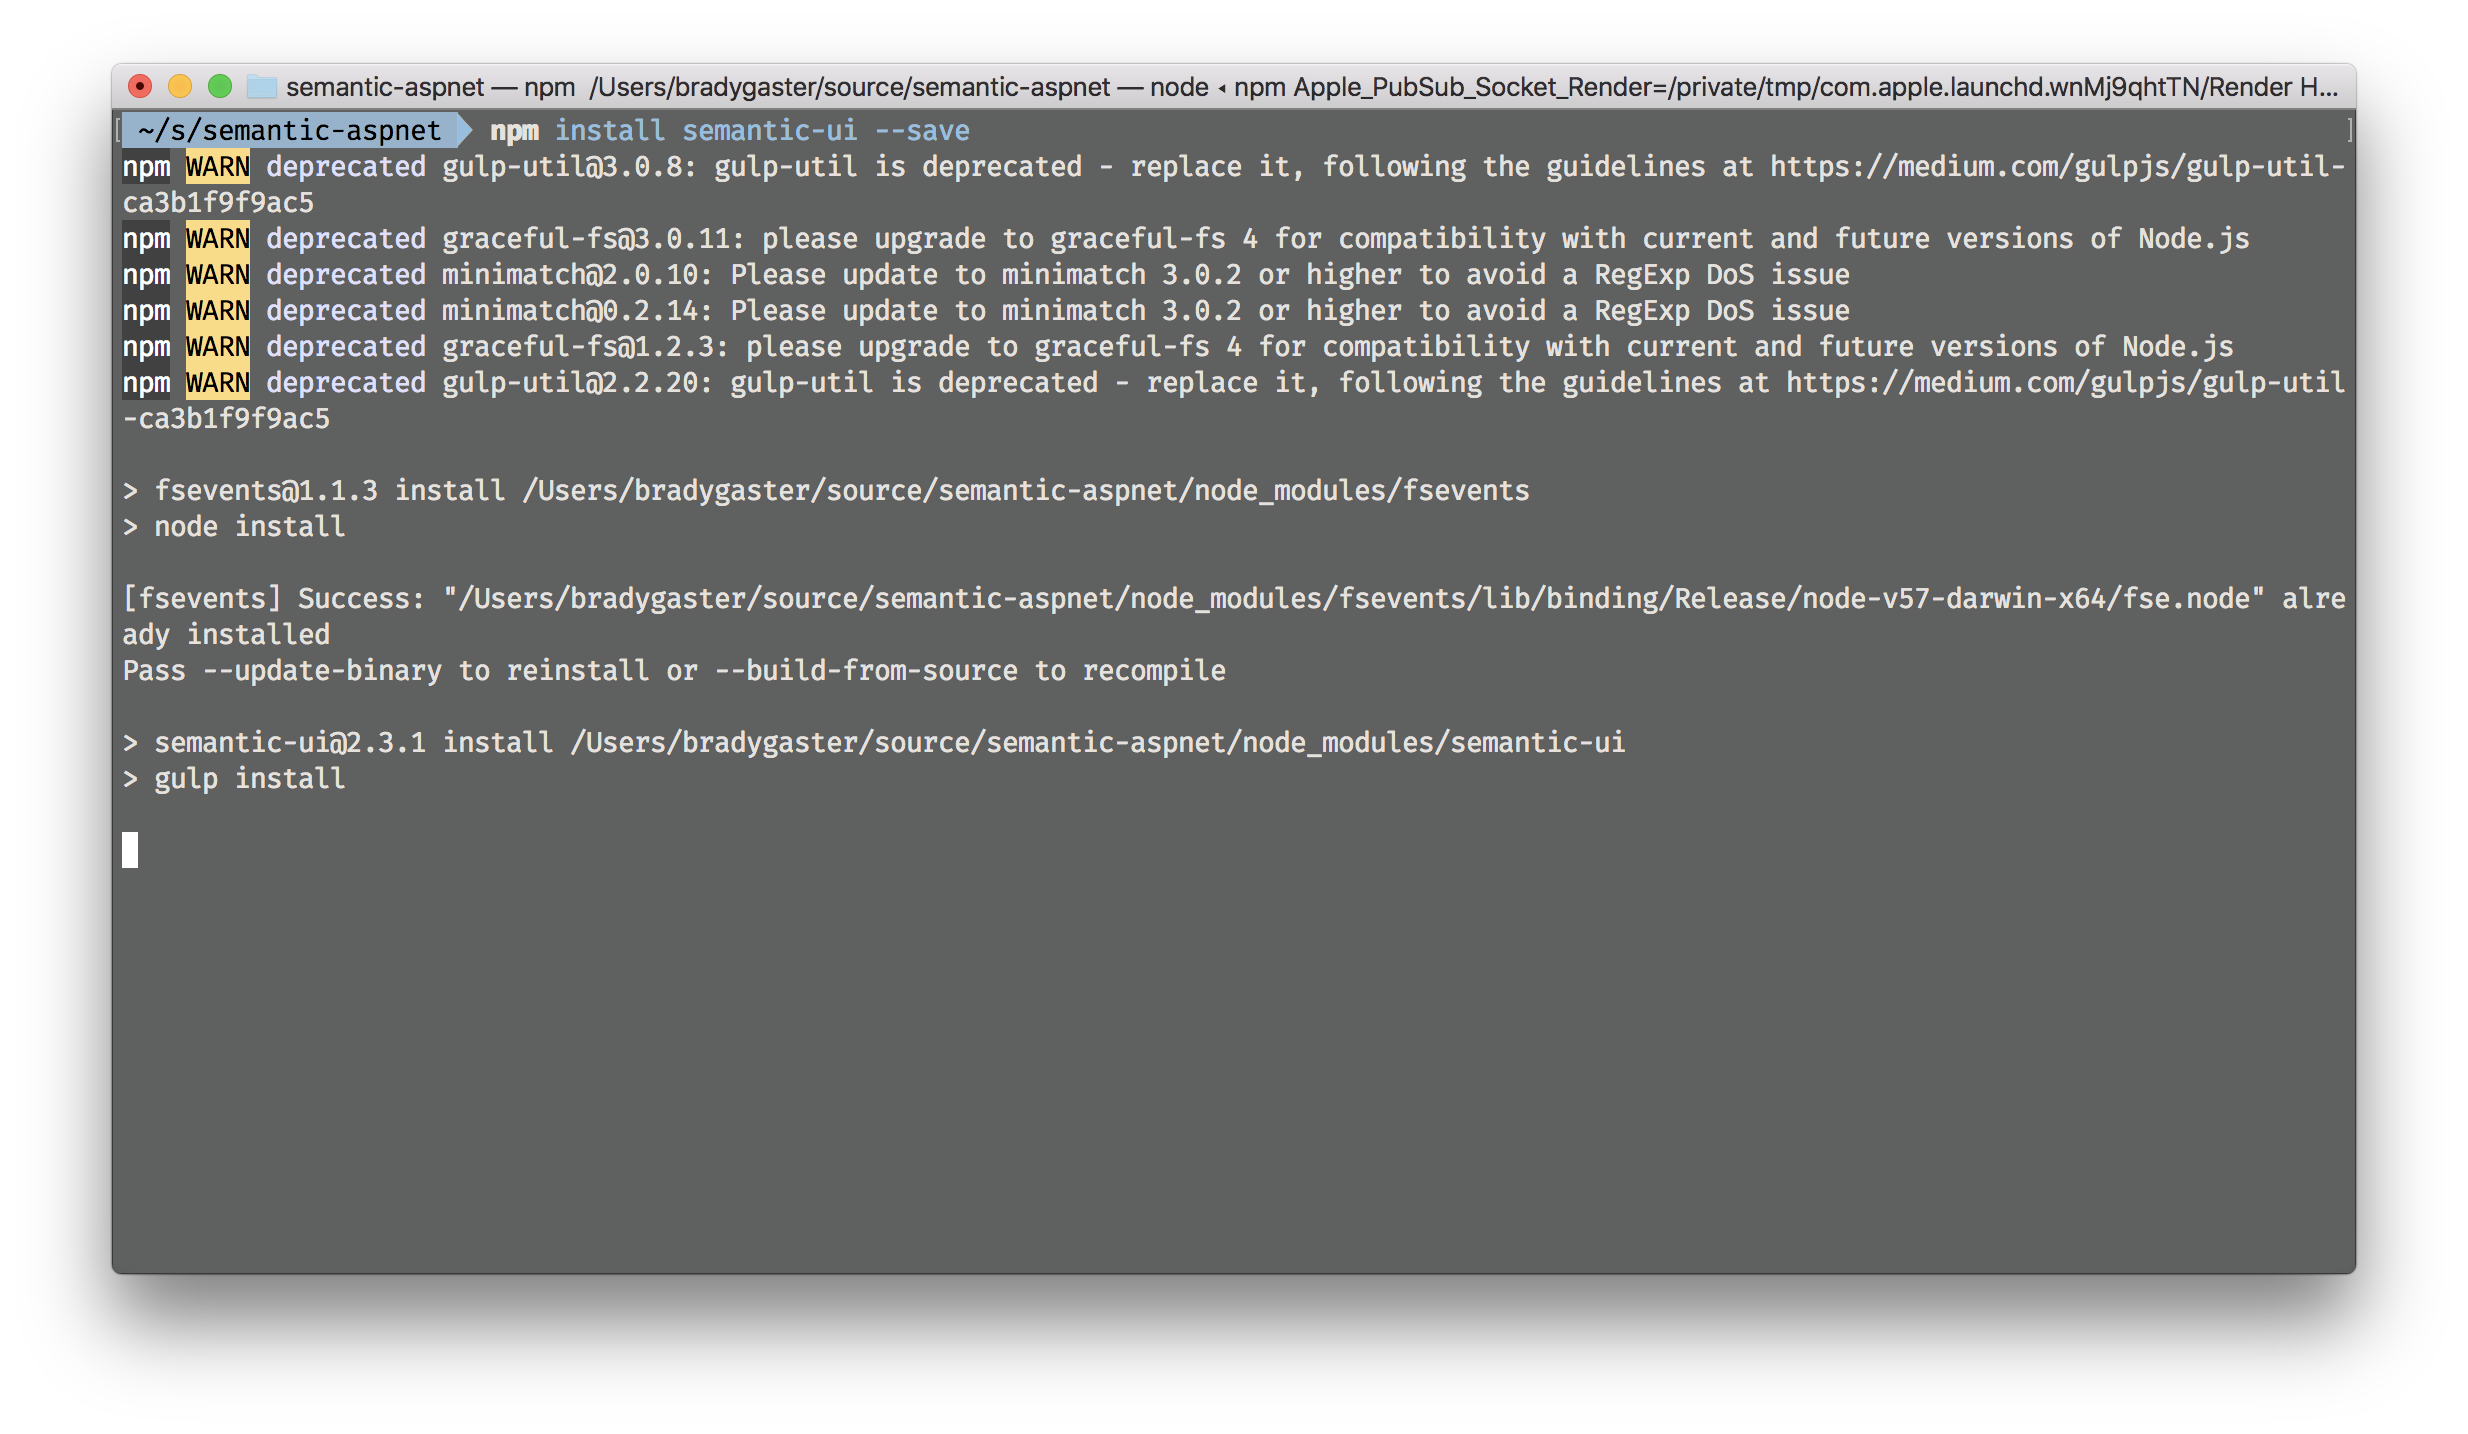 semantic-aspnet — npm  /Users/bradygaster/source/semantic-aspnet — node ◂ npm Apple_PubSub_Socket_Render=/private/tmp/com.apple.launchd.wnMj9qhtTN/Render H...
[ ~/s/semantic-aspnet  npm install semantic-ui --save ]
npm WARN deprecated gulp-util@3.0.8: gulp-util is deprecated - replace it, following the guidelines at https://medium.com/gulpjs/gulp-util-
ca3b1f9f9ac5
npm WARN deprecated graceful-fs@3.0.11: please upgrade to graceful-fs 4 for compatibility with current and future versions of Node.js
npm WARN deprecated minimatch@2.0.10: Please update to minimatch 3.0.2 or higher to avoid a RegExp DoS issue
npm WARN deprecated minimatch@0.2.14: Please update to minimatch 3.0.2 or higher to avoid a RegExp DoS issue
npm WARN deprecated graceful-fs@1.2.3: please upgrade to graceful-fs 4 for compatibility with current and future versions of Node.js
npm WARN deprecated gulp-util@2.2.20: gulp-util is deprecated - replace it, following the guidelines at https://medium.com/gulpjs/gulp-util
-ca3b1f9f9ac5
> fsevents@1.1.3 install /Users/bradygaster/source/semantic-aspnet/node_modules/fsevents
> node install
[fsevents] Success: "/Users/bradygaster/source/semantic-aspnet/node_modules/fsevents/lib/binding/Release/node-v57-darwin-x64/fse.node" alre
ady installed
Pass --update-binary to reinstall or --build-from-source to recompile
> semantic-ui@2.3.1 install /Users/bradygaster/source/semantic-aspnet/node_modules/semantic-ui
> gulp install